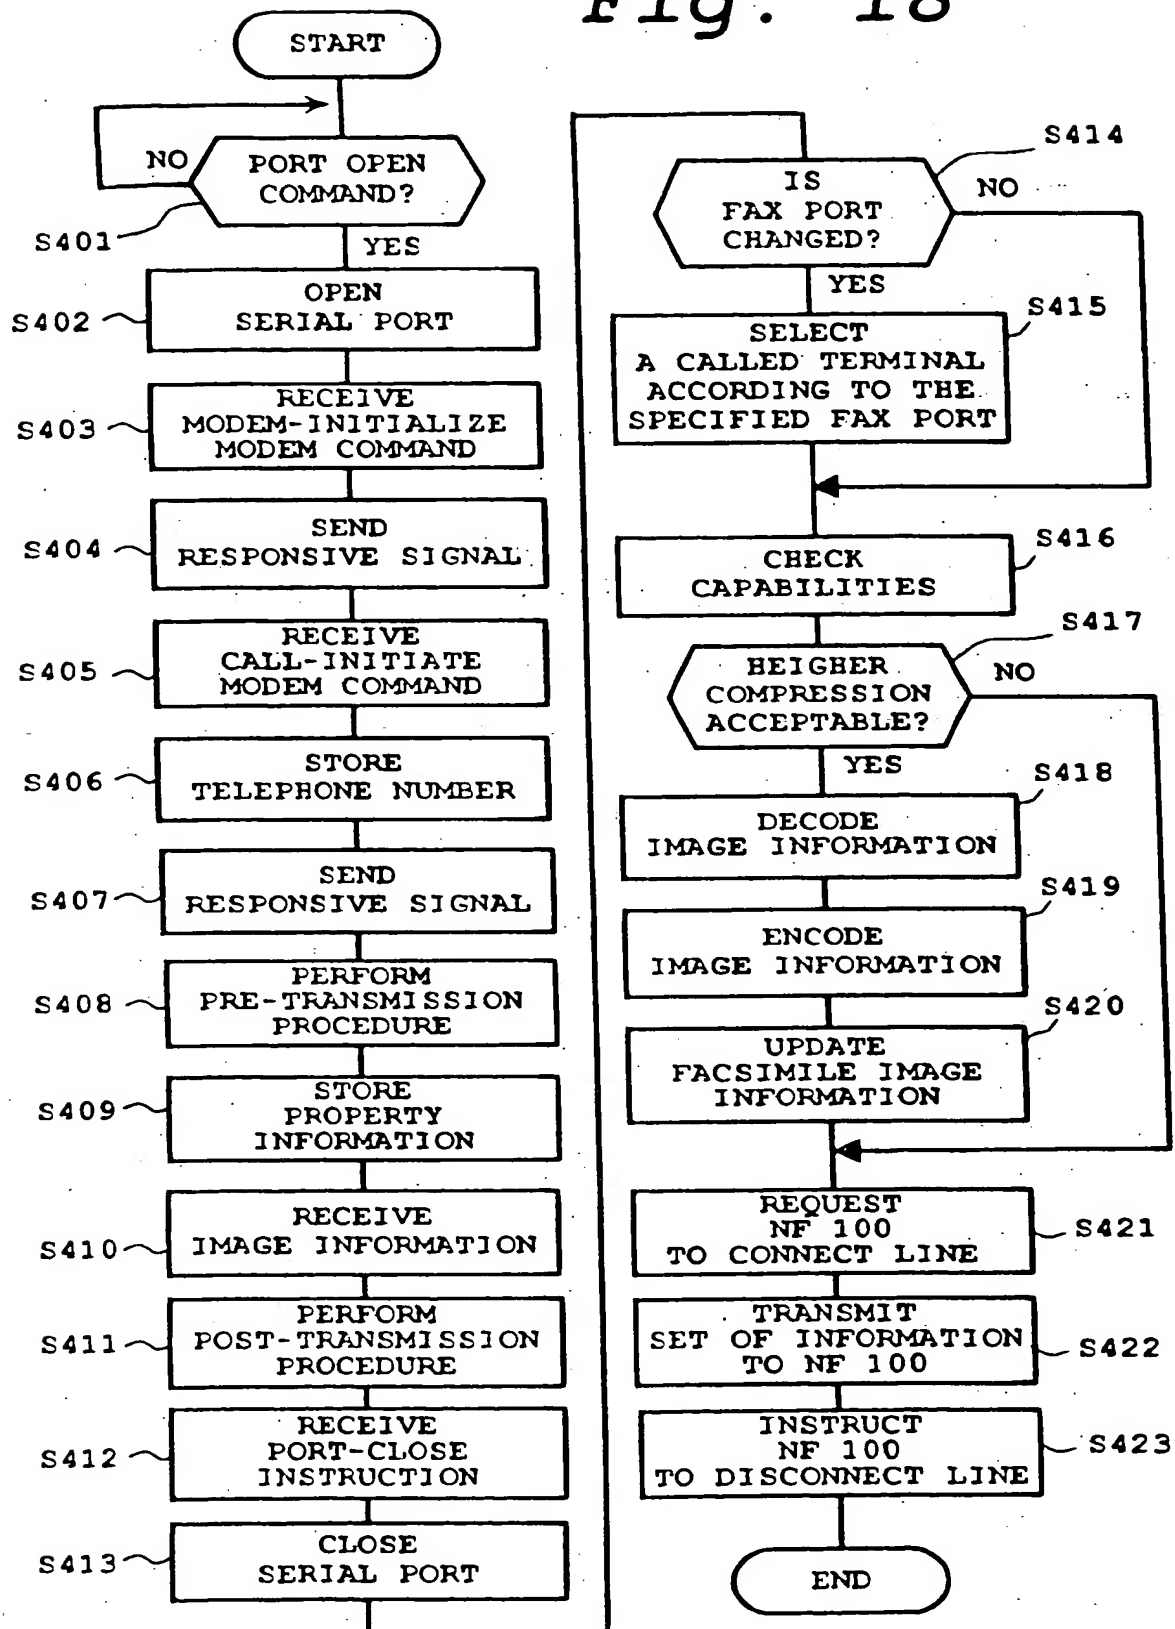 Fig. 18
START
NO
PORT OPEN
COMMAND?
S401
YES
S402
OPEN
SERIAL PORT
S403
RECEIVE
MODEM-INITIALIZE
MODEM COMMAND
S404
SEND
RESPONSIVE SIGNAL
S405
RECEIVE
CALL-INITIATE
MODEM COMMAND
S406
STORE
TELEPHONE NUMBER
S407
SEND
RESPONSIVE SIGNAL
S408
PERFORM
PRE-TRANSMISSION
PROCEDURE
S409
STORE
PROPERTY
INFORMATION
S410
RECEIVE
IMAGE INFORMATION
S411
PERFORM
POST-TRANSMISSION
PROCEDURE
S412
RECEIVE
PORT-CLOSE
INSTRUCTION
S413
CLOSE
SERIAL PORT
S414
IS
FAX PORT
CHANGED?
NO
YES
S415
SELECT
A CALLED TERMINAL
ACCORDING TO THE
SPECIFIED FAX PORT
S416
CHECK
CAPABILITIES
S417
HEIGHER
COMPRESSION
ACCEPTABLE?
NO
YES
S418
DECODE
IMAGE INFORMATION
S419
ENCODE
IMAGE INFORMATION
S420
UPDATE
FACSIMILE IMAGE
INFORMATION
REQUEST
NF 100
TO CONNECT LINE
S421
TRANSMIT
SET OF INFORMATION
TO NF 100
S422
INSTRUCT
NF 100
TO DISCONNECT LINE
S423
END